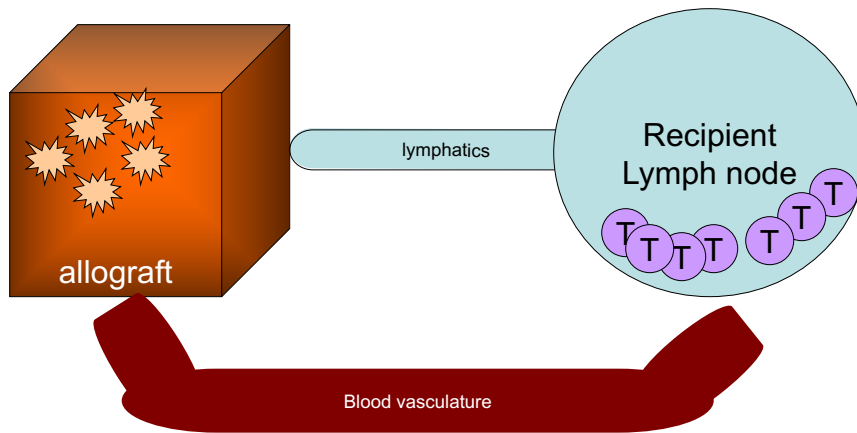 lymphatics
Recipient
Lymph node
T
T
T
T
T
T
T
allograft
Blood vasculature